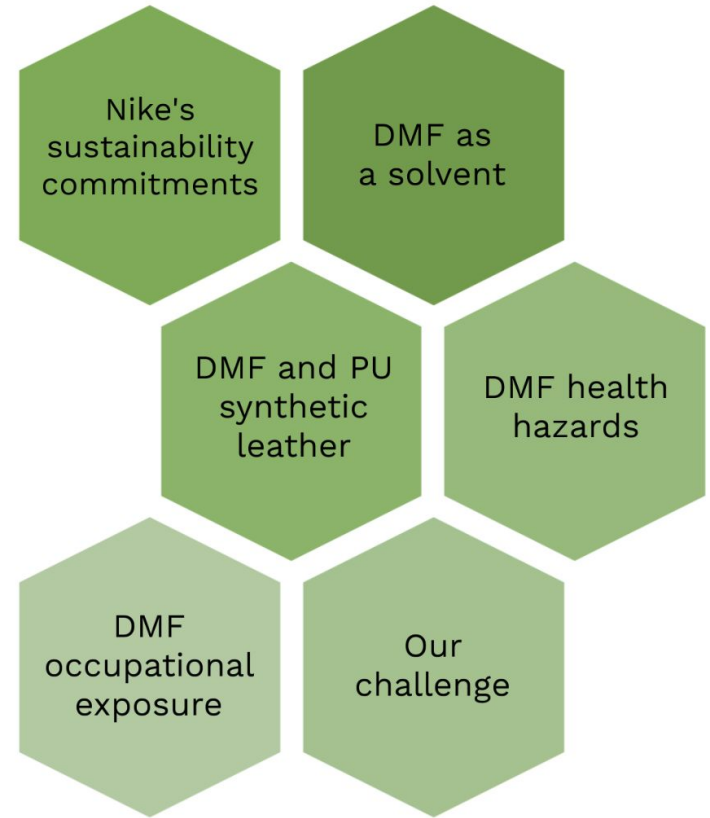 Nike's
sustainability
commitments
DMF as
a solvent
DMF and PU
synthetic
leather
DMF health
hazards
DMF
occupational
exposure
Our
challenge